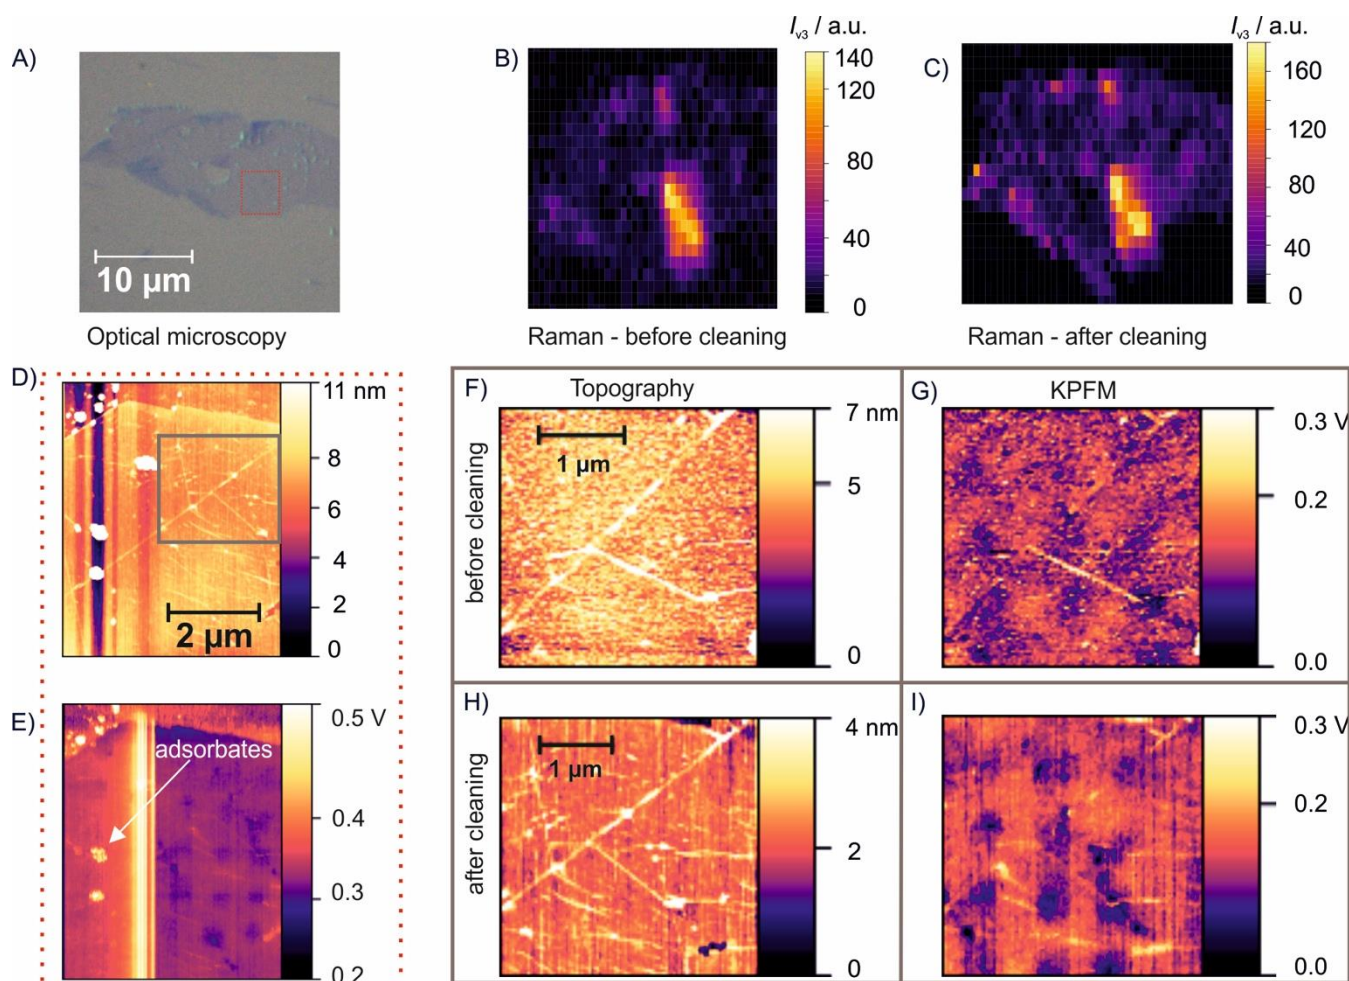 A)
10 µm
Optical microscopy
B)
I_v3 / a.u.
140
120
80
40
0
Raman - before cleaning
C)
I_v3 / a.u.
160
120
80
40
0
Raman - after cleaning
D)
11 nm
8
6
4
2
0
2 µm
E)
adsorbates
0.5 V
0.4
0.3
0.2
before cleaning
F)
Topography
1 µm
7 nm
5
0
G)
KPFM
0.3 V
0.2
0.0
after cleaning
H)
1 µm
4 nm
2
0
I)
0.3 V
0.2
0.0